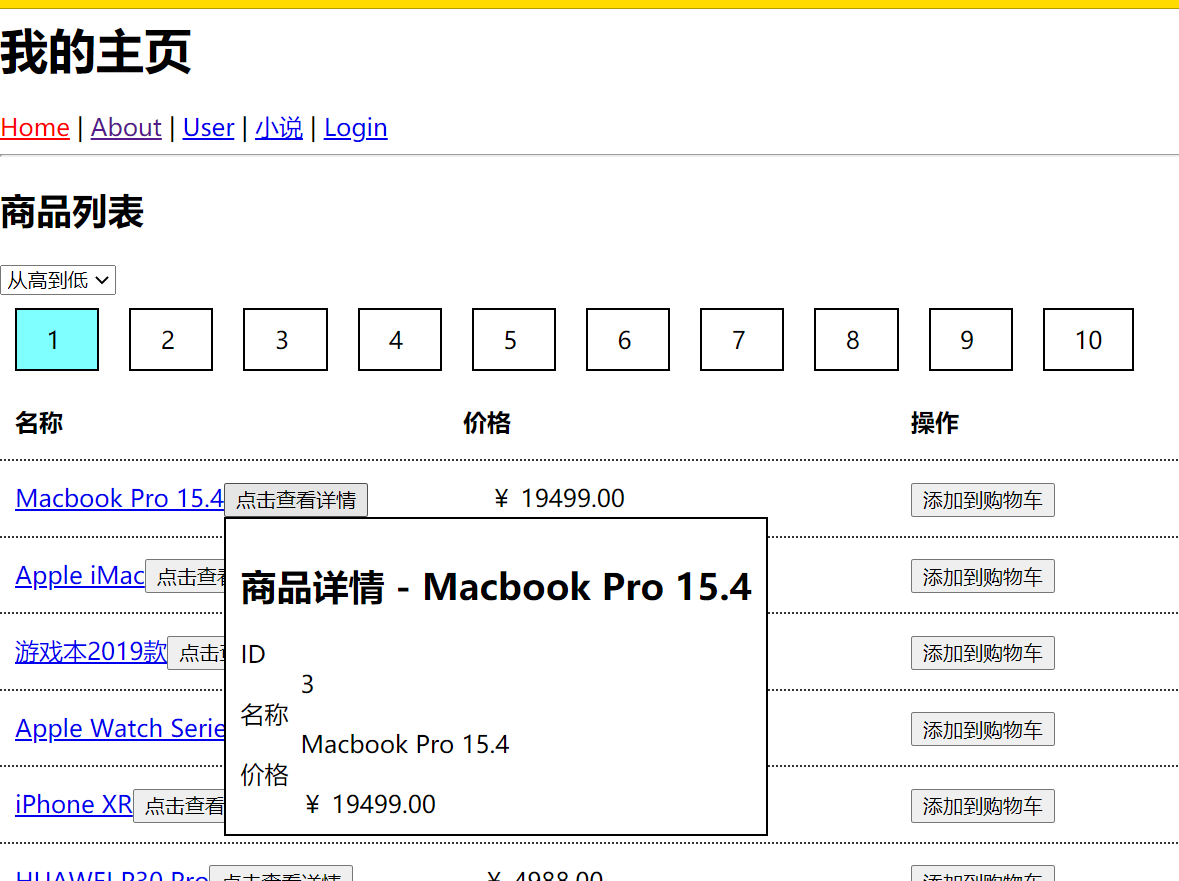 我的主页
Home | About | User | 小说 | Login
商品列表
从高到低
1 2 3 4 5 6 7 8 9 10
名称 价格 操作
Macbook Pro 15.4 点击查看详情 ¥ 19499.00 添加到购物车
商品详情 - Macbook Pro 15.4
ID
3
名称
Macbook Pro 15.4
价格
¥ 19499.00
Apple iMac 点击查看 添加到购物车
游戏本2019款 点击 添加到购物车
Apple Watch Serie 添加到购物车
iPhone XR 点击查看 添加到购物车
HUAWEI P30 Pro 点击查看详情 ¥ 4988.00 添加到购物车